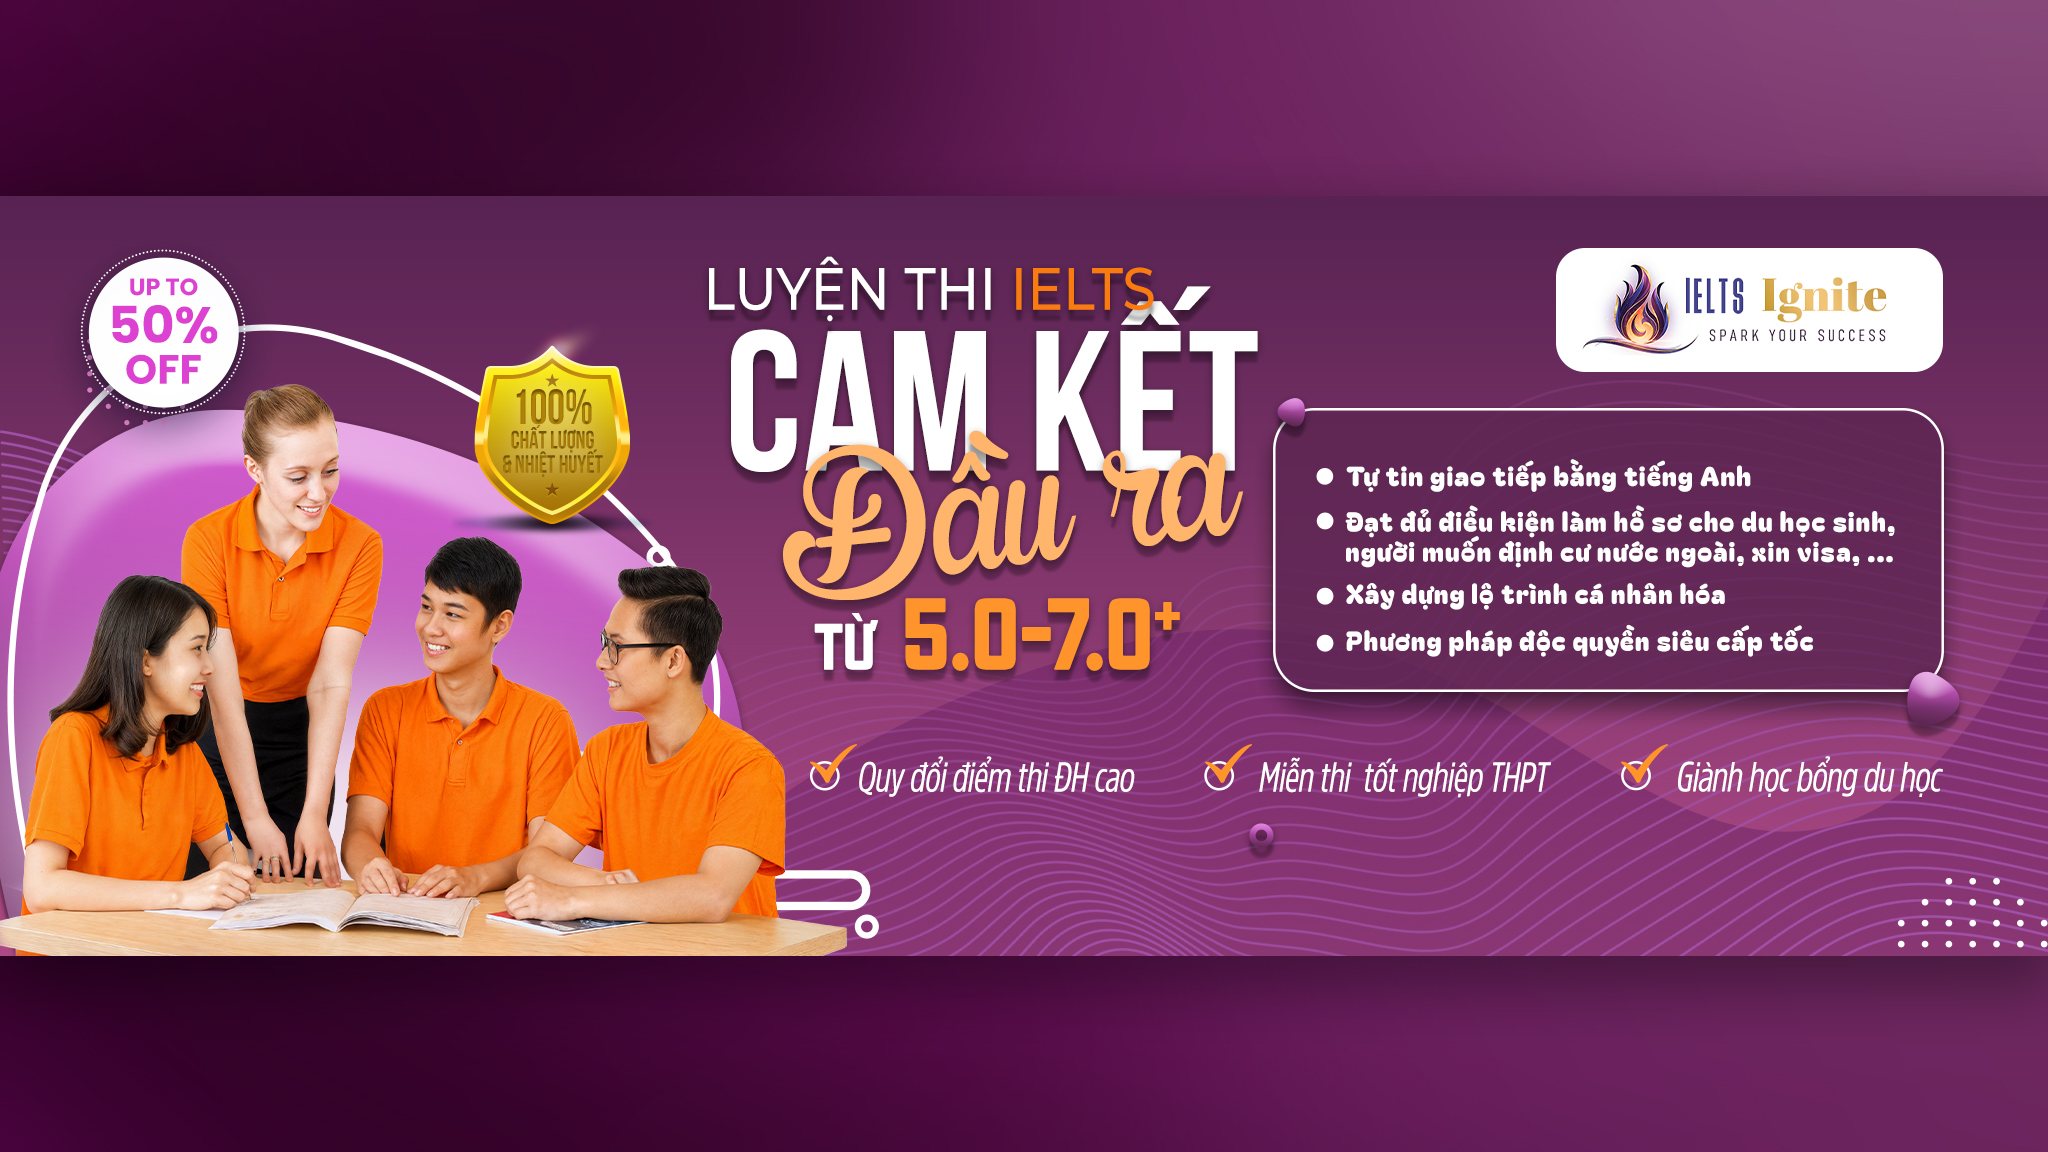 UP TO
50%
OFF
100%
CHẤT LƯỢNG
& NHIỆT HUYẾT
LUYỆN THI IELTS
CAM KẾT
Đầu ra
TỪ 5.0-7.0+
IELTS Ignite
SPARK YOUR SUCCESS
Tự tin giao tiếp bằng tiếng Anh
Đạt đủ điều kiện làm hồ sơ cho du học sinh,
người muốn định cư nước ngoài, xin visa, ...
Xây dựng lộ trình cá nhân hóa
Phương pháp độc quyền siêu cấp tốc
Quy đổi điểm thi ĐH cao
Miễn thi tốt nghiệp THPT
Giành học bổng du học